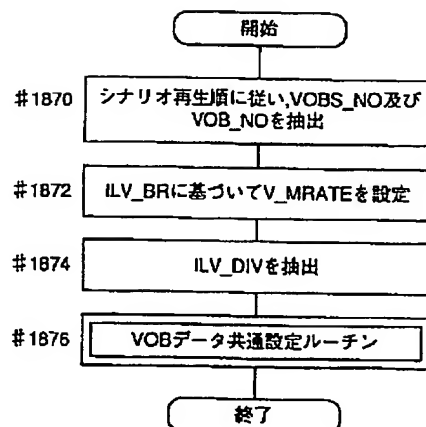 開始
#1870
シナリオ再生順に従い,VOBS_NO及び
VOB_NOを抽出
#1872
ILV_BRに基づいてV_MRATEを設定
#1874
ILV_DIVを抽出
#1876
VOBデータ共通設定ルーチン
終了